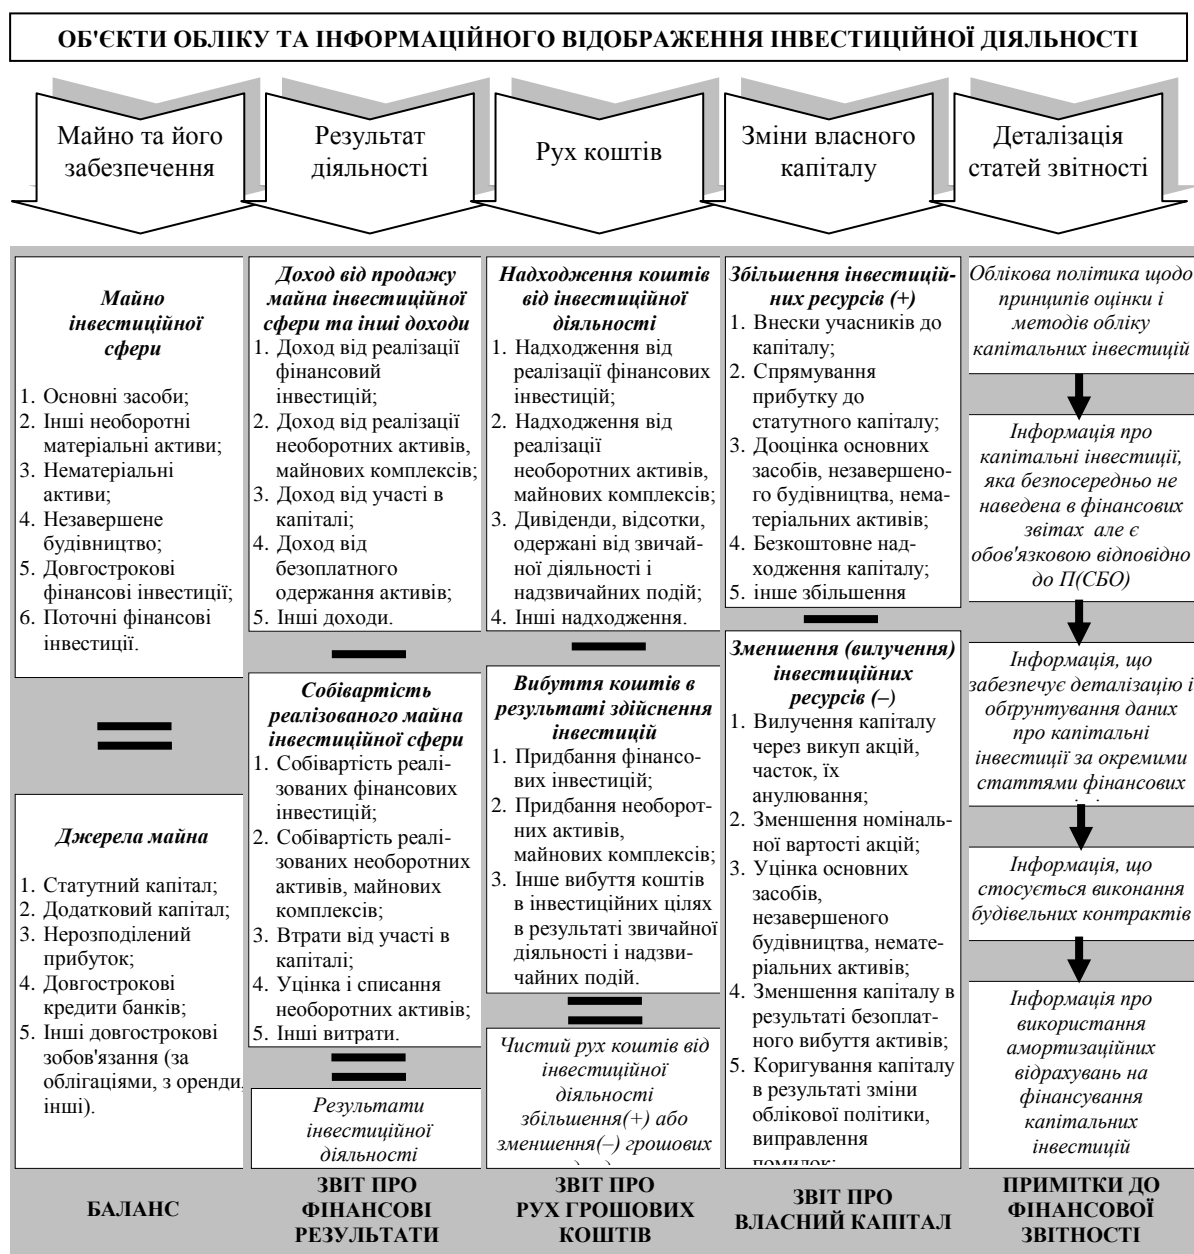 ОБ'ЄКТИ ОБЛІКУ ТА ІНФОРМАЦІЙНОГО ВІДОБРАЖЕННЯ ІНВЕСТИЦІЙНОЇ ДІЯЛЬНОСТІ
Майно та його
забезпечення
Результат
діяльності
Рух коштів
Зміни власного
капіталу
Деталізація
статей звітності
Майно
інвестиційної
сфери
1. Основні засоби;
2. Інші необоротні
матеріальні активи;
3. Нематеріальні
активи;
4. Незавершене
будівництво;
5. Довгострокові
фінансові інвестиції;
6. Поточні фінансові
інвестиції.
Джерела майна
1. Статутний капітал;
2. Додатковий капітал;
3. Нерозподілений
прибуток;
4. Довгострокові
кредити банків;
5. Інші довгострокові
зобов'язання (за
облігаціями, з оренди,
інші).
БАЛАНС
Доход від продажу
майна інвестиційної
сфери та інші доходи
1. Доход від реалізації
фінансовий
інвестицій;
2. Доход від реалізації
необоротних активів,
майнових комплексів;
3. Доход від участі в
капіталі;
4. Доход від
безоплатного
одержання активів;
5. Інші доходи.
Собівартість
реалізованого майна
інвестиційної сфери
1. Собівартість реалі-
зованих фінансових
інвестицій;
2. Собівартість реалі-
зованих необоротних
активів, майнових
комплексів;
3. Втрати від участі в
капіталі;
4. Уцінка і списання
необоротних активів;
5. Інші витрати.
Результати
інвестиційної
діяльності
ЗВІТ ПРО
ФІНАНСОВІ
РЕЗУЛЬТАТИ
Надходження коштів
від інвестиційної
діяльності
1. Надходження від
реалізації фінансових
інвестицій;
2. Надходження від
реалізації
необоротних активів,
майнових комплексів;
3. Дивіденди, відсотки,
одержані від звичай-
ної діяльності і
надзвичайних подій;
4. Інші надходження.
Вибуття коштів в
результаті здійснення
інвестицій
1. Придбання фінансо-
вих інвестицій;
2. Придбання необорот-
них активів,
майнових комплексів;
3. Інше вибуття коштів
в інвестиційних цілях
в результаті звичайної
діяльності і надзви-
чайних подій.
Чистий рух коштів від
інвестиційної
діяльності
збільшення(+) або
зменшення(–) грошових
ЗВІТ ПРО
РУХ ГРОШОВИХ
КОШТІВ
Збільшення інвестицій-
них ресурсів (+)
1. Внески учасників до
капіталу;
2. Спрямування
прибутку до
статутного капіталу;
3. Дооцінка основних
засобів, незавершено-
го будівництва, нема-
теріальних активів;
4. Безкоштовне над-
ходження капіталу;
5. інше збільшення
Зменшення (вилучення)
інвестиційних
ресурсів (–)
1. Вилучення капіталу
через викуп акцій,
часток, їх
анулювання;
2. Зменшення номіналь-
ної вартості акцій;
3. Уцінка основних
засобів,
незавершеного
будівництва, немате-
ріальних активів;
4. Зменшення капіталу в
результаті безоплат-
ного вибуття активів;
5. Коригування капіталу
в результаті зміни
облікової політики,
виправлення
помилок;
ЗВІТ ПРО
ВЛАСНИЙ КАПІТАЛ
Облікова політика щодо
принципів оцінки і
методів обліку
капітальних інвестицій
Інформація про
капітальні інвестиції,
яка безпосередньо не
наведена в фінансових
звітах але є
обов'язковою відповідно
до П(СБО)
Інформація, що
забезпечує деталізацію і
обґрунтування даних
про капітальні
інвестиції за окремими
статтями фінансових
Інформація, що
стосується виконання
будівельних контрактів
Інформація про
використання
амортизаційних
відрахувань на
фінансування
капітальних
інвестицій
ПРИМІТКИ ДО
ФІНАНСОВОЇ
ЗВІТНОСТІ